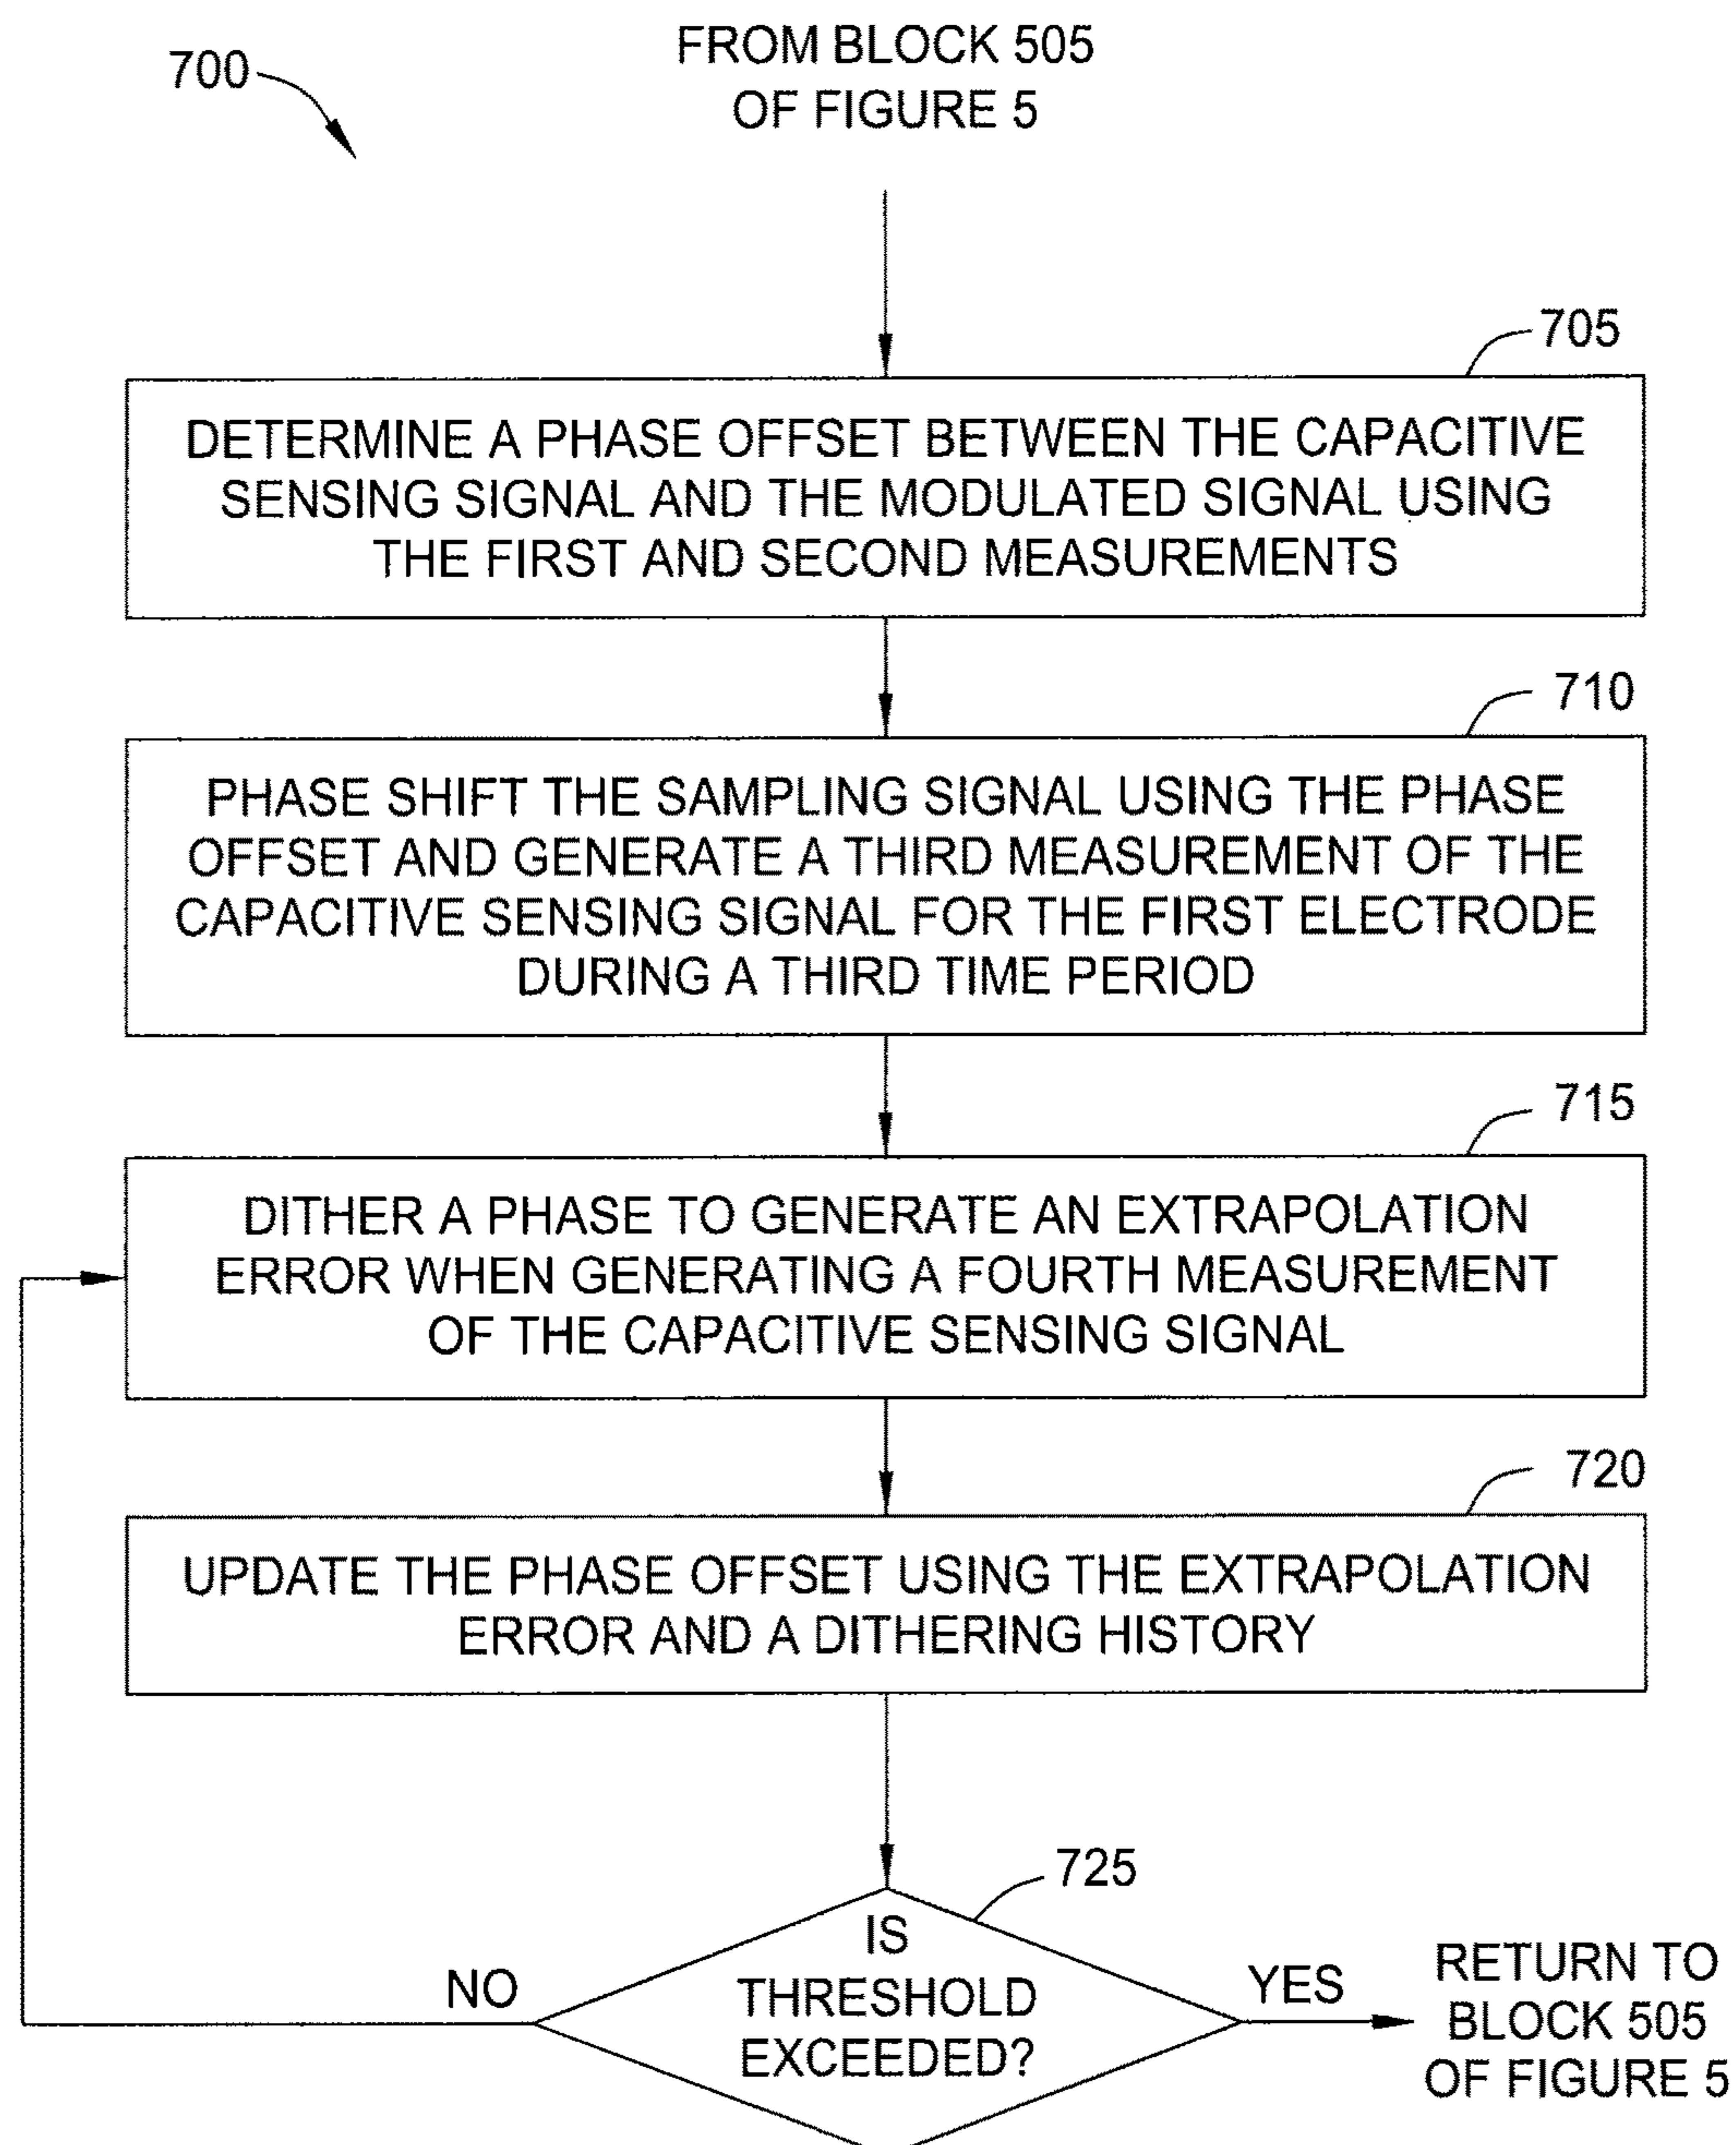 700
FROM BLOCK 505
OF FIGURE 5
705
DETERMINE A PHASE OFFSET BETWEEN THE CAPACITIVE
SENSING SIGNAL AND THE MODULATED SIGNAL USING
THE FIRST AND SECOND MEASUREMENTS
710
PHASE SHIFT THE SAMPLING SIGNAL USING THE PHASE
OFFSET AND GENERATE A THIRD MEASUREMENT OF THE
CAPACITIVE SENSING SIGNAL FOR THE FIRST ELECTRODE
DURING A THIRD TIME PERIOD
715
DITHER A PHASE TO GENERATE AN EXTRAPOLATION
ERROR WHEN GENERATING A FOURTH MEASUREMENT
OF THE CAPACITIVE SENSING SIGNAL
720
UPDATE THE PHASE OFFSET USING THE EXTRAPOLATION
ERROR AND A DITHERING HISTORY
725
IS
THRESHOLD
EXCEEDED?
NO
YES
RETURN TO
BLOCK 505
OF FIGURE 5